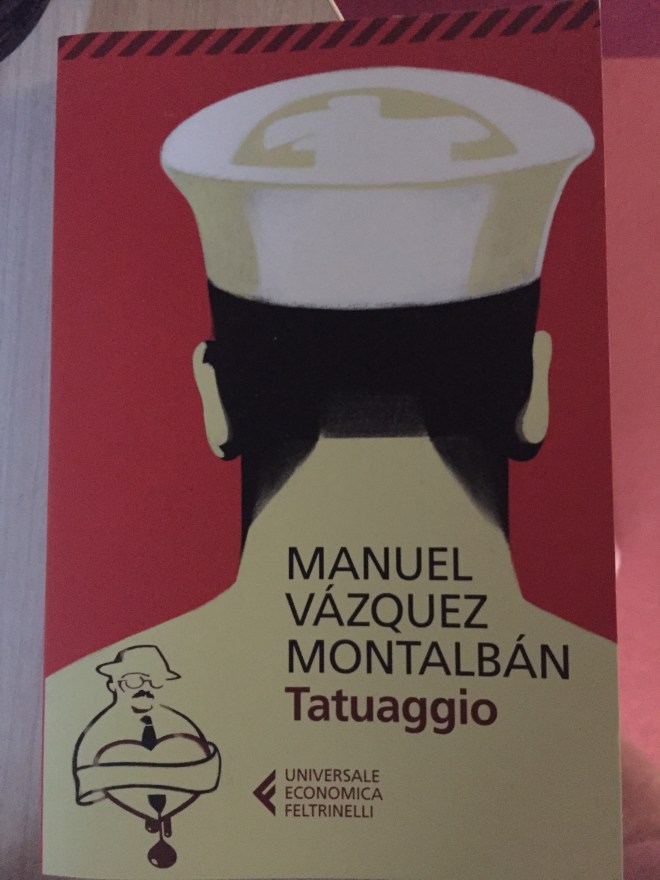 MANUEL
VÁZQUEZ
MONTALBÁN
Tatuaggio
UNIVERSALE
ECONOMICA
FELTRINELLI